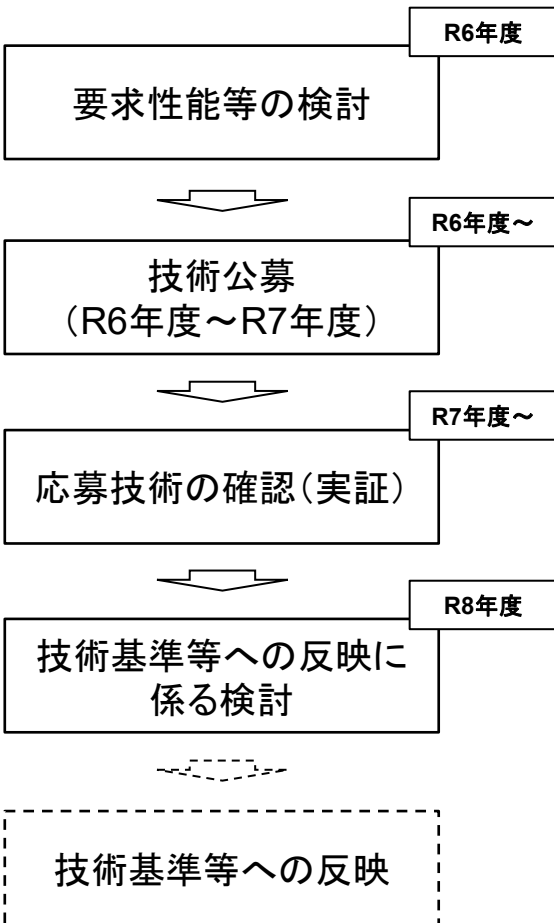 R6年度
要求性能等の検討
R6年度～
技術公募
（R6年度～R7年度）
R7年度～
応募技術の確認（実証）
R8年度
技術基準等への反映に
係る検討
技術基準等への反映